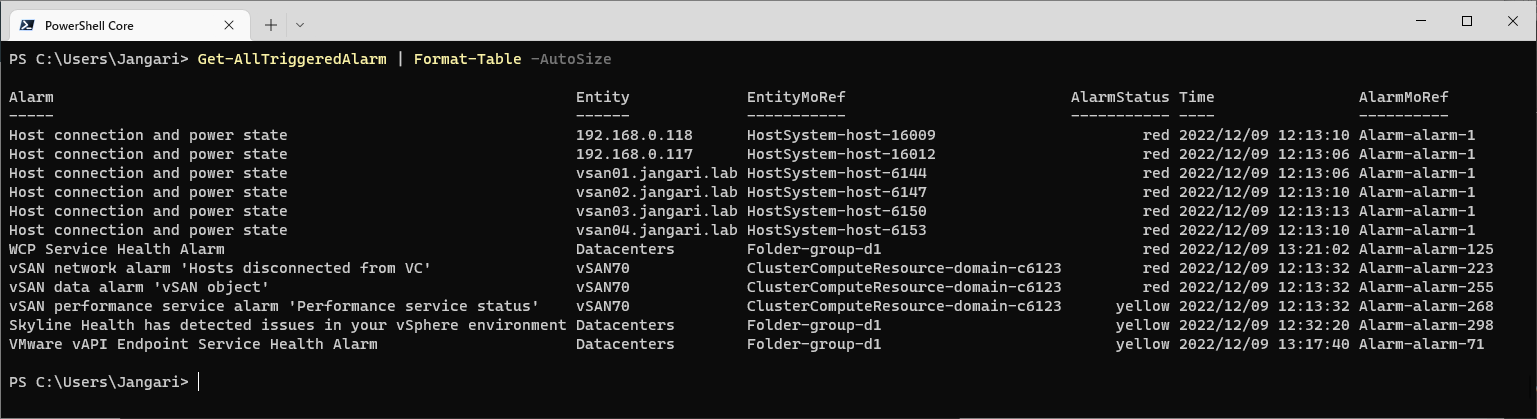 PowerShell Core
PS C:\Users\Jangari> Get-AllTriggeredAlarm | Format-Table -AutoSize
Alarm Entity EntityMoRef AlarmStatus Time AlarmMoRef
----- ------ ----------- ----------- ---- ----------
Host connection and power state 192.168.0.118 HostSystem-host-16009 red 2022/12/09 12:13:10 Alarm-alarm-1
Host connection and power state 192.168.0.117 HostSystem-host-16012 red 2022/12/09 12:13:06 Alarm-alarm-1
Host connection and power state vsan01.jangari.lab HostSystem-host-6144 red 2022/12/09 12:13:06 Alarm-alarm-1
Host connection and power state vsan02.jangari.lab HostSystem-host-6147 red 2022/12/09 12:13:10 Alarm-alarm-1
Host connection and power state vsan03.jangari.lab HostSystem-host-6150 red 2022/12/09 12:13:13 Alarm-alarm-1
Host connection and power state vsan04.jangari.lab HostSystem-host-6153 red 2022/12/09 12:13:10 Alarm-alarm-1
WCP Service Health Alarm Datacenters Folder-group-d1 red 2022/12/09 13:21:02 Alarm-alarm-125
vSAN network alarm 'Hosts disconnected from VC' vSAN70 ClusterComputeResource-domain-c6123 red 2022/12/09 12:13:32 Alarm-alarm-223
vSAN data alarm 'vSAN object' vSAN70 ClusterComputeResource-domain-c6123 red 2022/12/09 12:13:32 Alarm-alarm-255
vSAN performance service alarm 'Performance service status' vSAN70 ClusterComputeResource-domain-c6123 yellow 2022/12/09 12:13:32 Alarm-alarm-268
Skyline Health has detected issues in your vSphere environment Datacenters Folder-group-d1 yellow 2022/12/09 12:32:20 Alarm-alarm-298
VMware vAPI Endpoint Service Health Alarm Datacenters Folder-group-d1 yellow 2022/12/09 13:17:40 Alarm-alarm-71
PS C:\Users\Jangari>